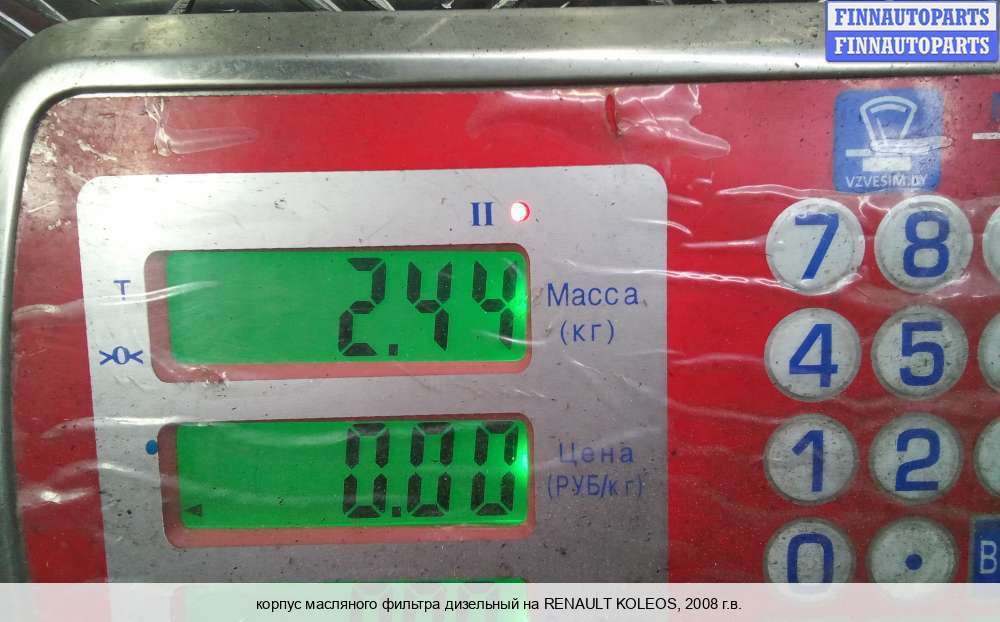 FINNAUTOPARTS
FINNAUTOPARTS
VZVESIM.BY
II
T
2.44
Масса
(кг)
>0<
0.00
Цена
(РУБ/кг)
7 8
4 5
1 2
0 .
В
корпус масляного фильтра дизельный на RENAULT KOLEOS, 2008 г.в.